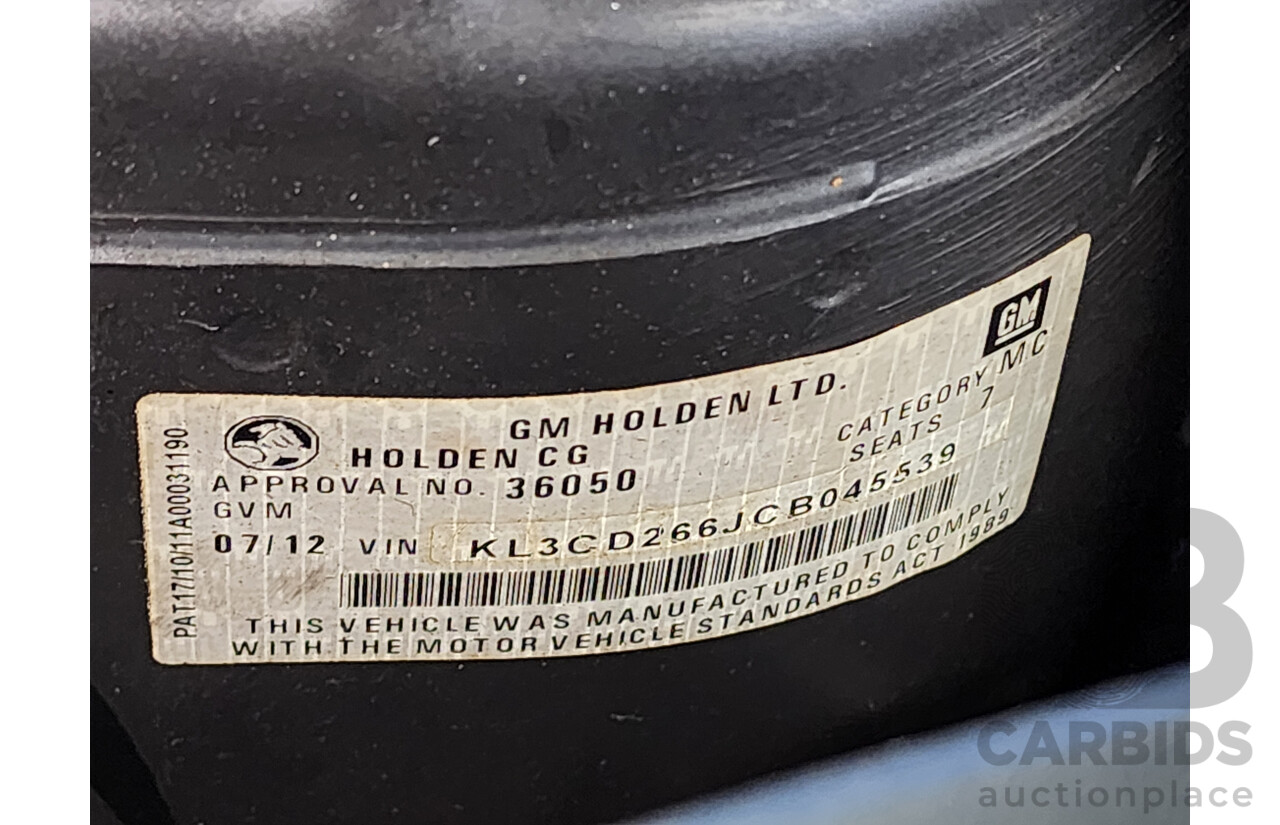 GM
GM HOLDEN LTD.
CATEGORY MC
HOLDEN CG
SEATS 7
APPROVAL NO. 36050
GVM
07/12 VIN KL3CD266JCB045539
THIS VEHICLE WAS MANUFACTURED TO COMPLY
WITH THE MOTOR VEHICLE STANDARDS ACT 1989
PAT17/10/11A00031190
B
CARBIDS
auctionplace